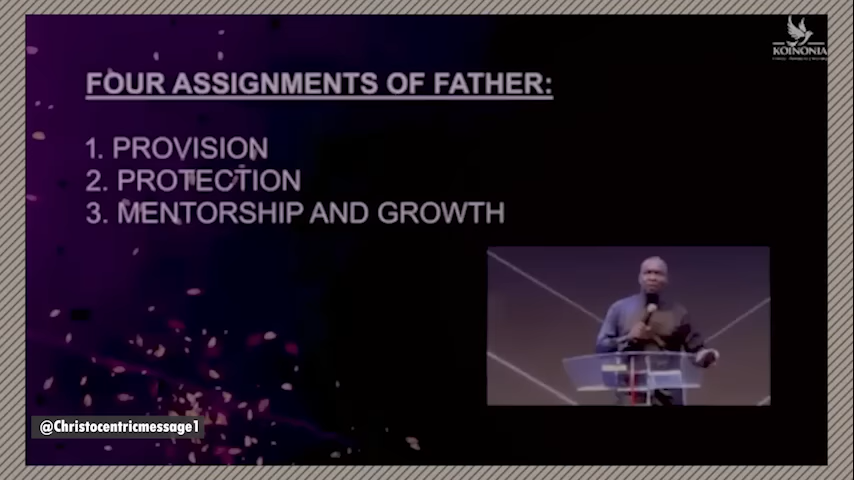 KOINONIA
FOUR ASSIGNMENTS OF FATHER:
1. PROVISION
2. PROTECTION
3. MENTORSHIP AND GROWTH
@Christocentricmessage1